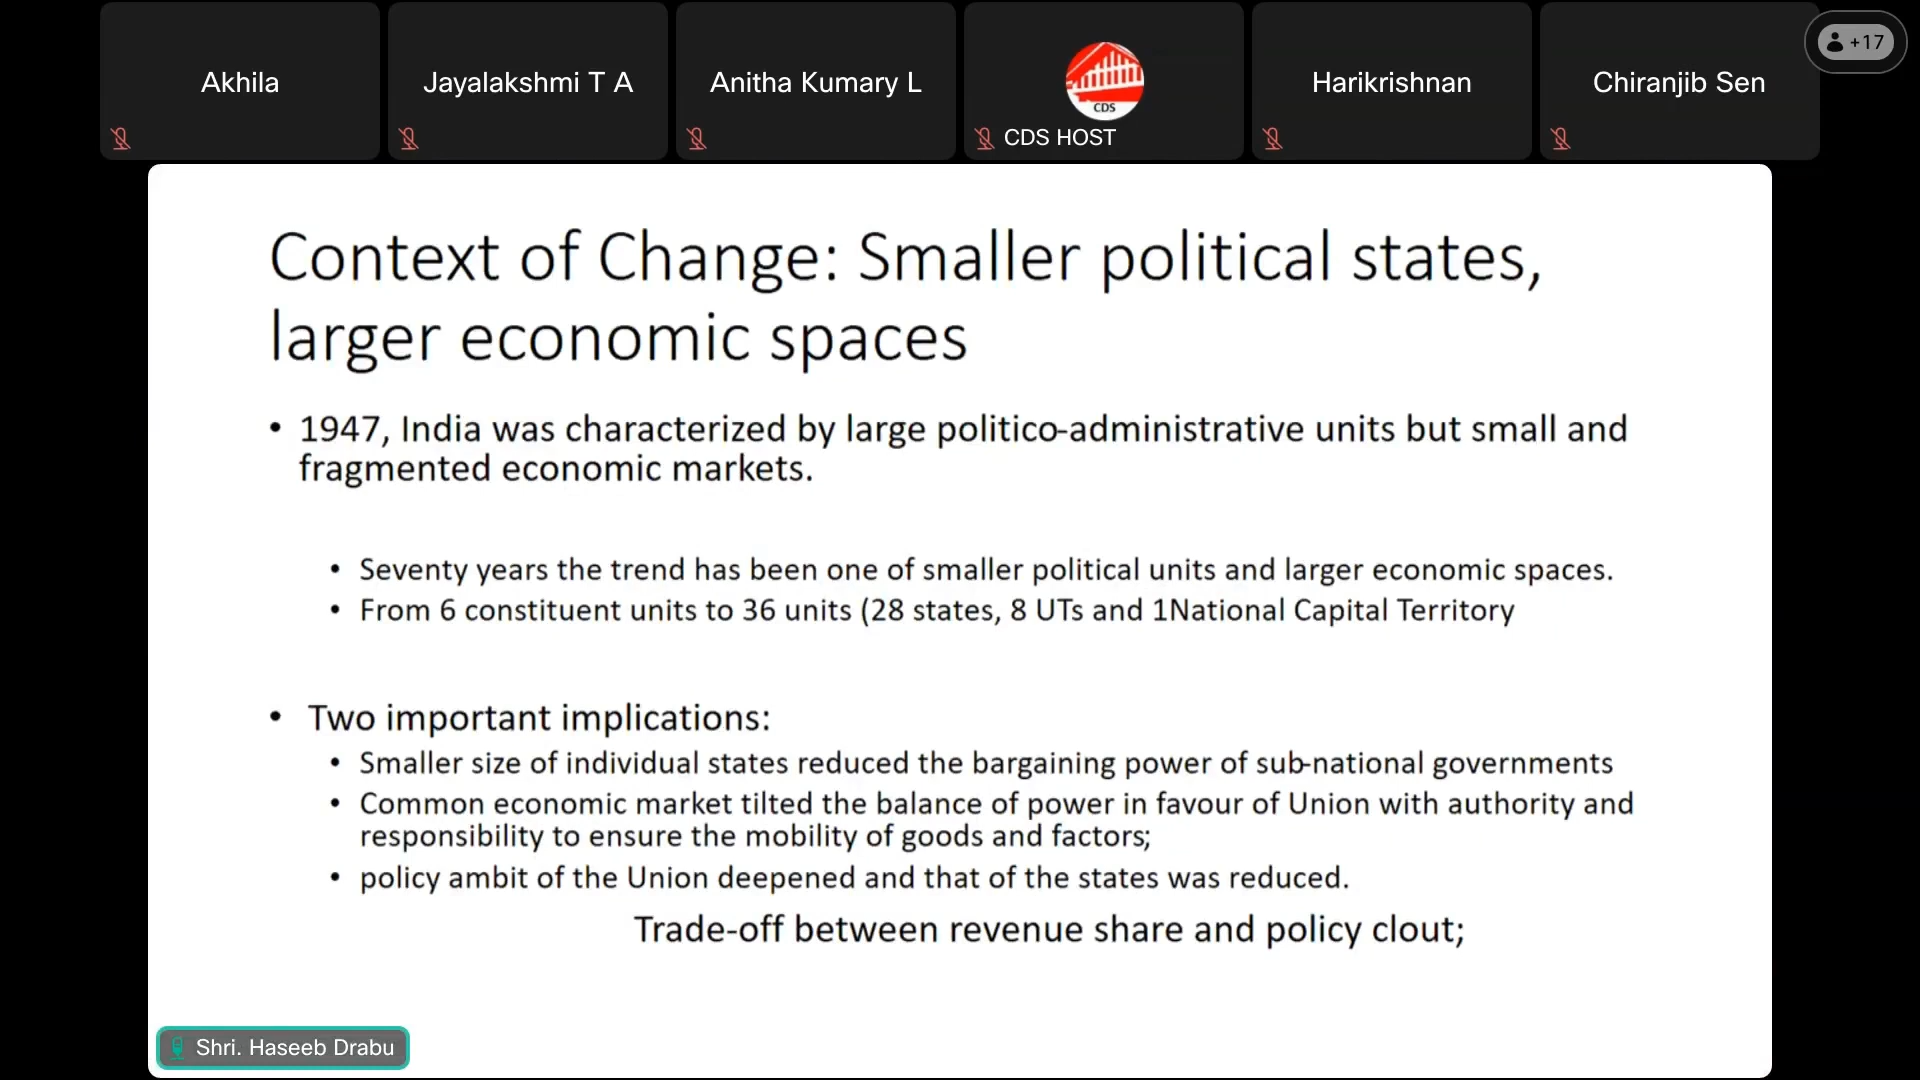 Akhila
Jayalakshmi T A
Anitha Kumary L
CDS
CDS HOST
Harikrishnan
Chiranjib Sen
+17
Context of Change: Smaller political states,
larger economic spaces
• 1947, India was characterized by large politico-administrative units but small and
fragmented economic markets.
• Seventy years the trend has been one of smaller political units and larger economic spaces.
• From 6 constituent units to 36 units (28 states, 8 UTs and 1National Capital Territory
• Two important implications:
• Smaller size of individual states reduced the bargaining power of sub-national governments
• Common economic market tilted the balance of power in favour of Union with authority and
responsibility to ensure the mobility of goods and factors;
• policy ambit of the Union deepened and that of the states was reduced.
Trade-off between revenue share and policy clout;
Shri. Haseeb Drabu